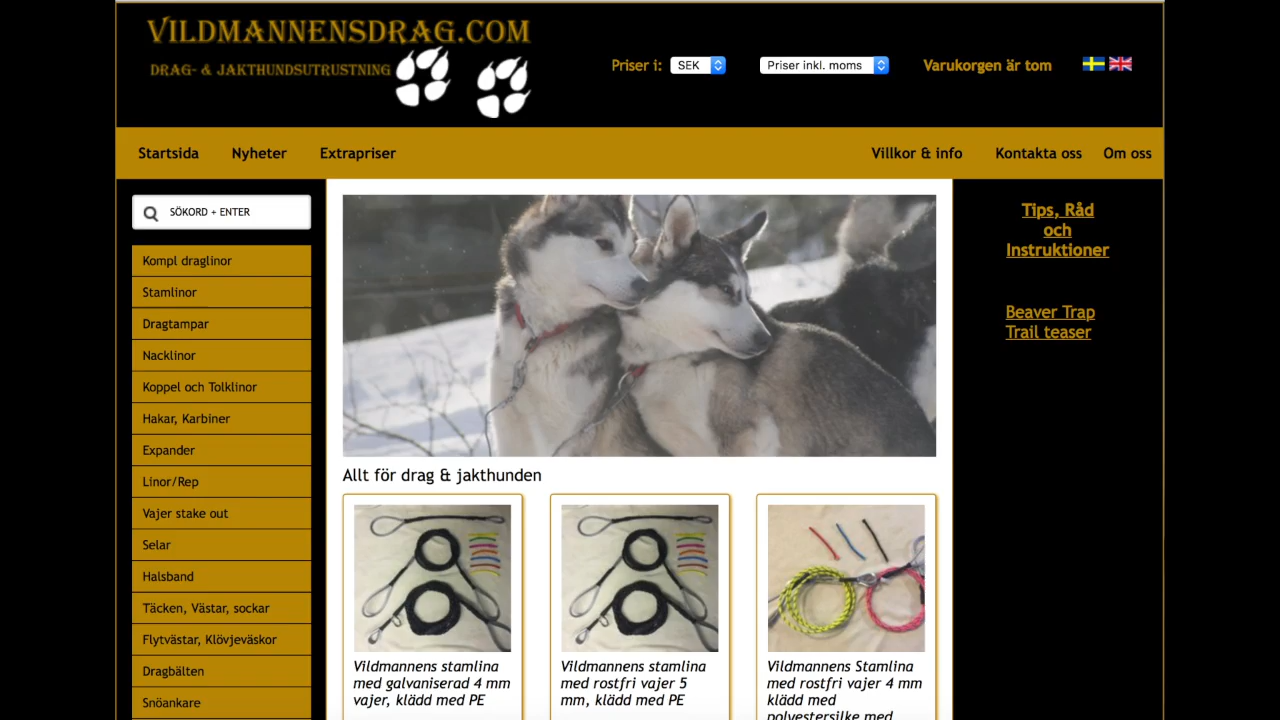 VILDMANNENSDRAG.COM
DRAG- & JAKTHUNDSUTRUSTNING
Priser i: SEK Priser inkl. moms Varukorgen är tom
Startsida Nyheter Extrapriser Villkor & info Kontakta oss Om oss
SÖKORD + ENTER
Kompl draglinor
Stamlinor
Dragtampar
Nacklinor
Koppel och Tolklinor
Hakar, Karbiner
Expander
Linor/Rep
Vajer stake out
Selar
Halsband
Täcken, Västar, sockar
Flytvästar, Klövjeväskor
Dragbälten
Snöankare
Allt för drag & jakthunden
Vildmannens stamlina
med galvaniserad 4 mm
vajer, klädd med PE
Vildmannens stamlina
med rostfri vajer 5
mm, klädd med PE
Vildmannens Stamlina
med rostfri vajer 4 mm
klädd med
polyestersilke med
Tips, Råd
och
Instruktioner
Beaver Trap
Trail teaser